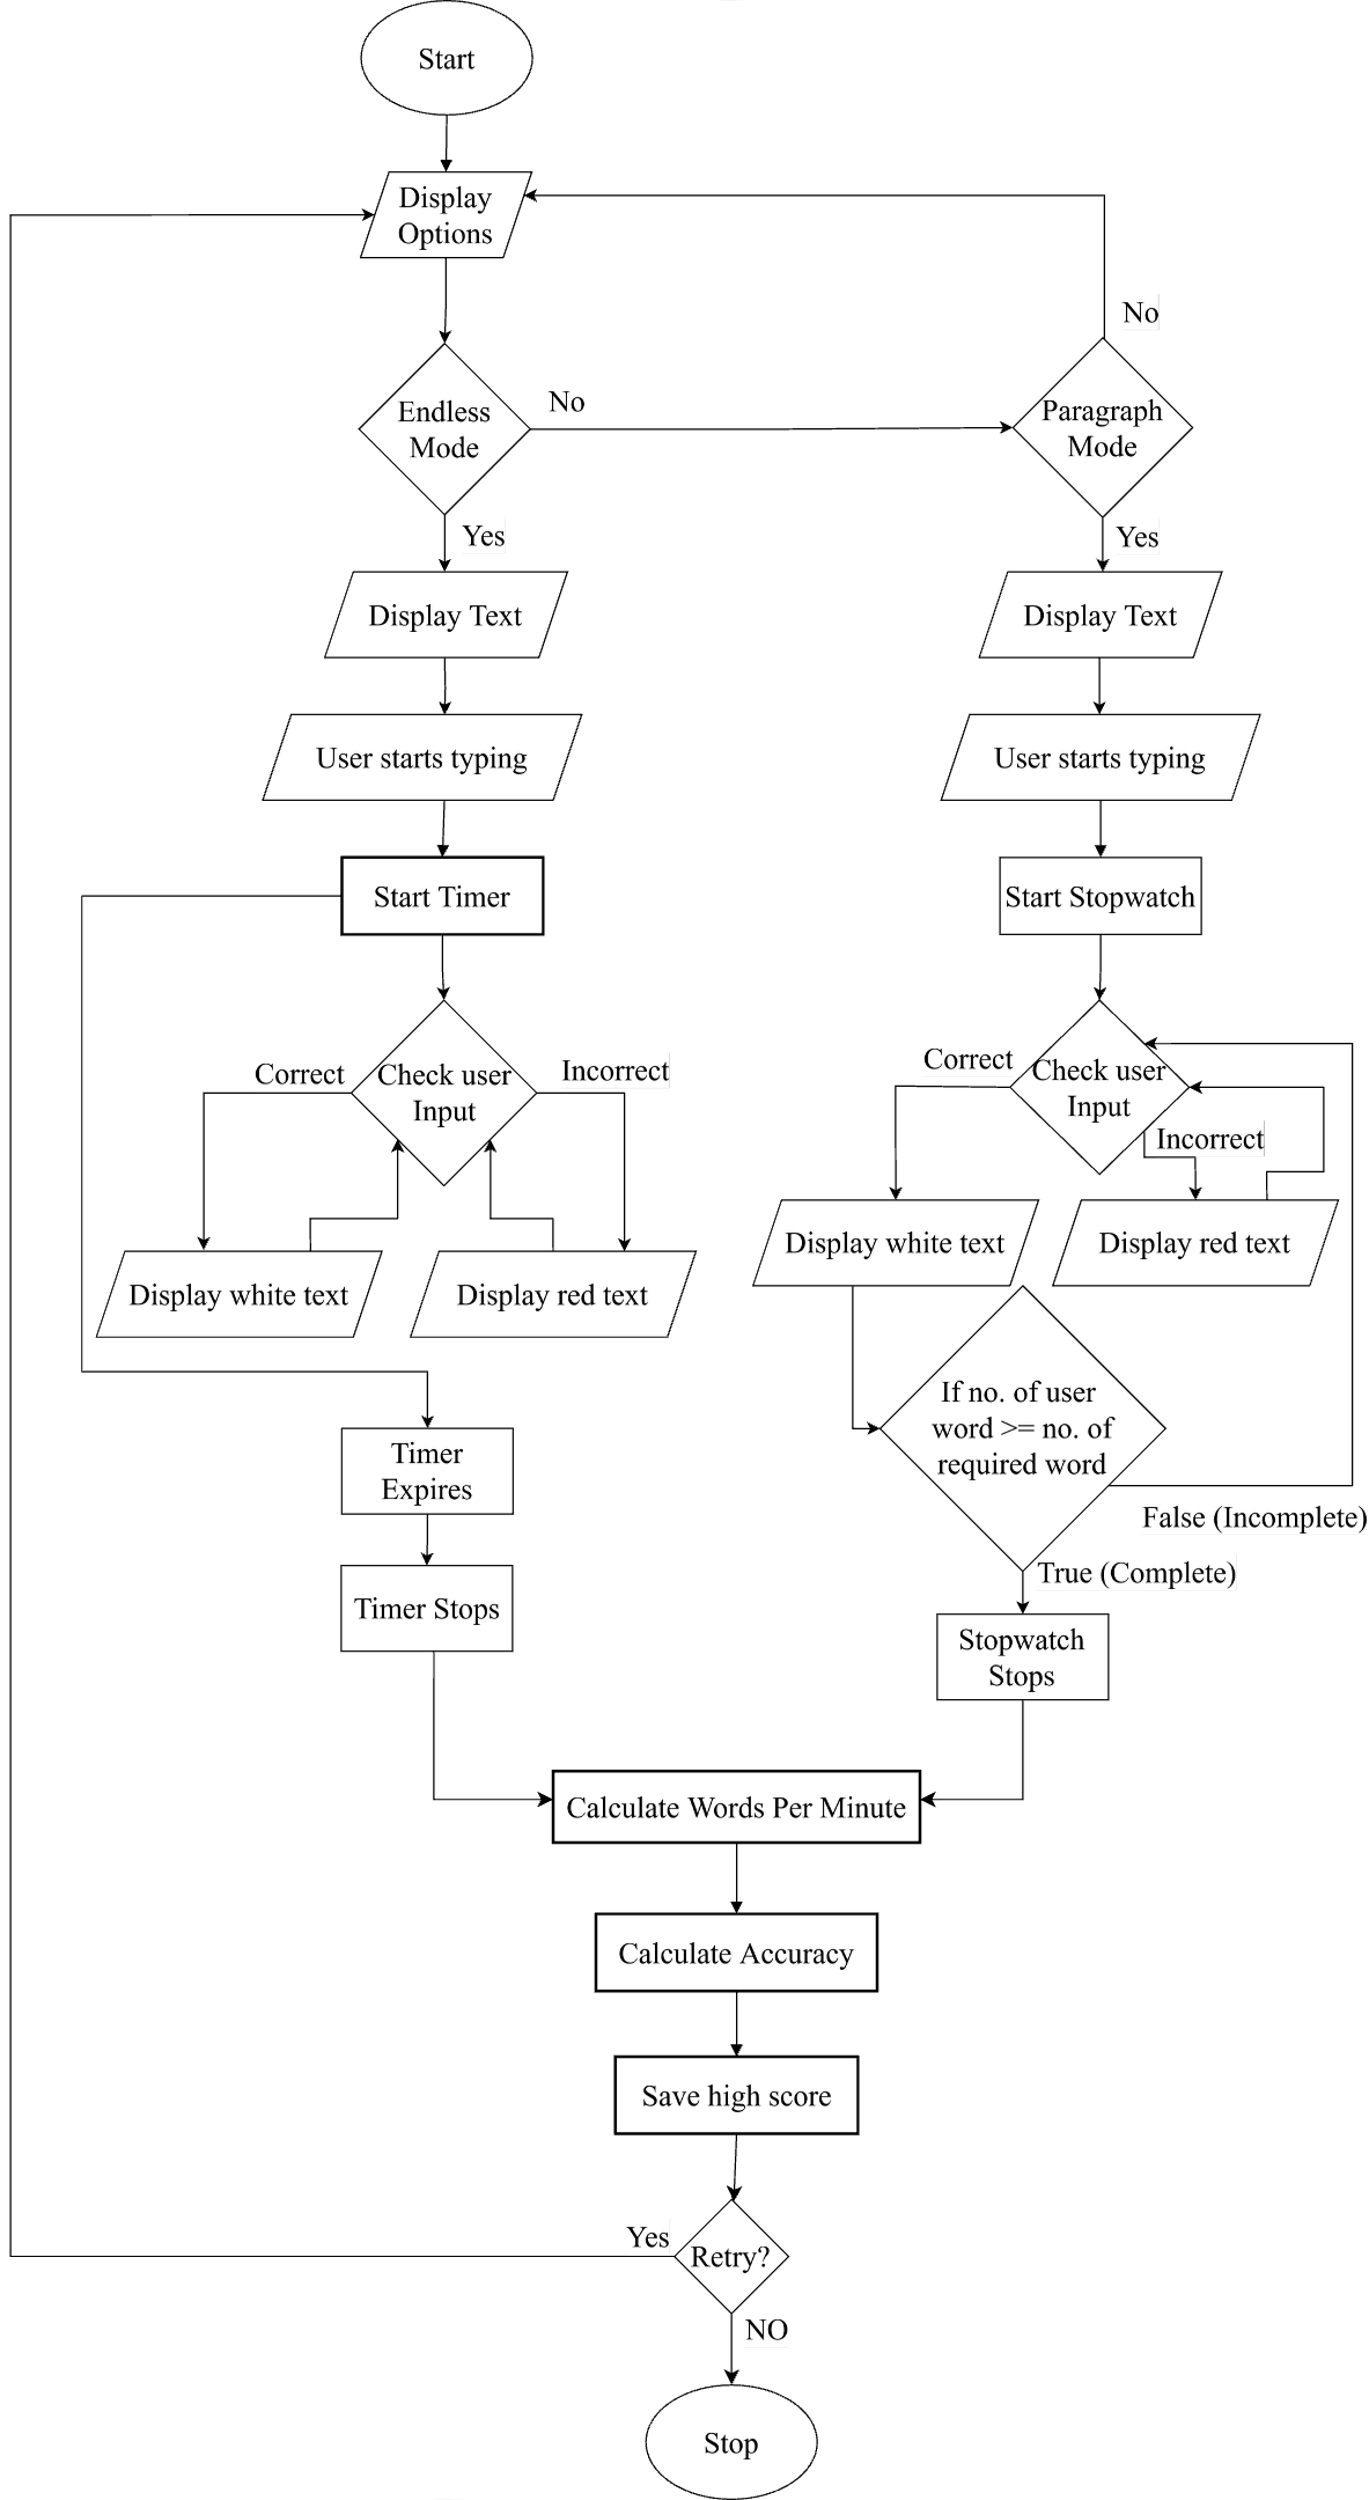 Start
Display
Options
No
Endless
Mode
No
Paragraph
Mode
Yes
Yes
Display Text
Display Text
User starts typing
User starts typing
Start Timer
Start Stopwatch
Correct
Check user
Input
Incorrect
Correct
Check user
Input
Incorrect
Display white text
Display red text
Display white text
Display red text
If no. of user
word >= no. of
required word
Timer
Expires
False (Incomplete)
True (Complete)
Timer Stops
Stopwatch
Stops
Calculate Words Per Minute
Calculate Accuracy
Save high score
Yes
Retry?
NO
Stop